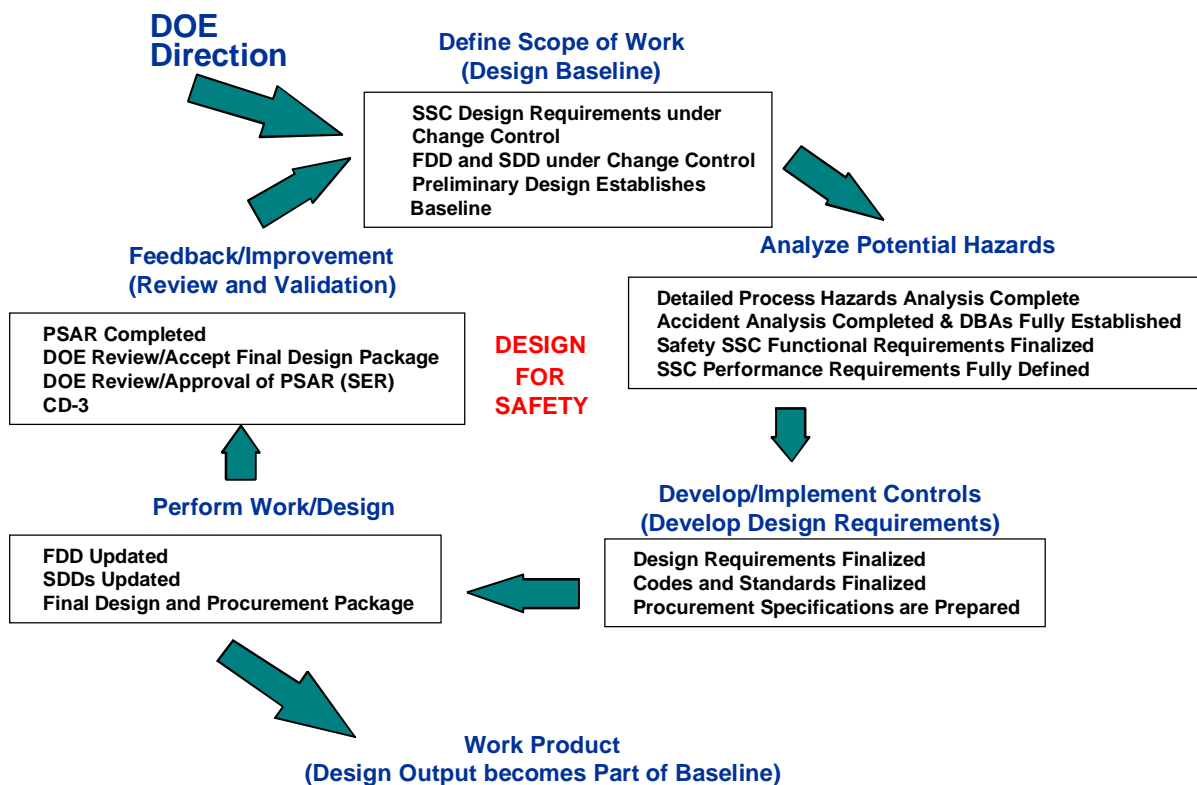 DOE
Direction
Define Scope of Work
(Design Baseline)
SSC Design Requirements under
Change Control
FDD and SDD under Change Control
Preliminary Design Establishes
Baseline
Analyze Potential Hazards
Detailed Process Hazards Analysis Complete
Accident Analysis Completed & DBAs Fully Established
Safety SSC Functional Requirements Finalized
SSC Performance Requirements Fully Defined
Feedback/Improvement
(Review and Validation)
PSAR Completed
DOE Review/Accept Final Design Package
DOE Review/Approval of PSAR (SER)
CD-3
DESIGN
FOR
SAFETY
Develop/Implement Controls
(Develop Design Requirements)
Design Requirements Finalized
Codes and Standards Finalized
Procurement Specifications are Prepared
Perform Work/Design
FDD Updated
SDDs Updated
Final Design and Procurement Package
Work Product
(Design Output becomes Part of Baseline)